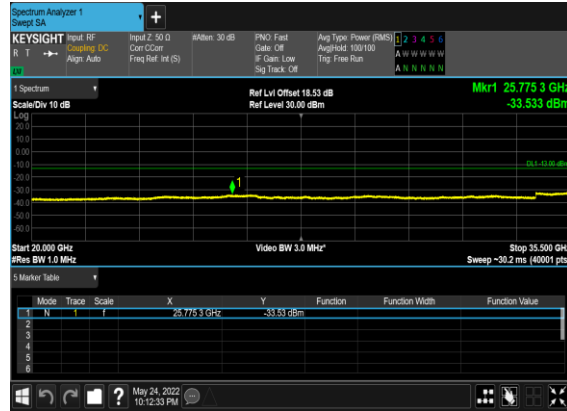 Spectrum Analyzer 1
Swept SA
+
KEYSIGHT Input: RF Input Z: 50 Ω #Atten: 30 dB PNO: Fast Avg Type: Power (RMS) 1 2 3 4 5 6
R T Coupling: DC Corr CCorr Gate: Off Avg|Hold: 100/100 A W W W W W
Align: Auto Freq Ref: Int (S) IF Gain: Low Trig: Free Run
Sig Track: Off A N N N N N
1 Spectrum Ref Lvl Offset 18.53 dB Mkr1 25.775 3 GHz
Scale/Div 10 dB Ref Level 30.00 dBm -33.533 dBm
Log
20.0
10.0
0.00
-10.0 DL1 -13.00 dBm
-20.0
-30.0 1
-40.0
-50.0
-60.0
Start 20.000 GHz Video BW 3.0 MHz* Stop 35.500 GHz
#Res BW 1.0 MHz Sweep ~30.2 ms (40001 pts)
5 Marker Table
Mode Trace Scale X Y Function Function Width Function Value
1 N 1 f 25.775 3 GHz -33.53 dBm
2
3
4
5
6
? May 24, 2022
10:12:33 PM